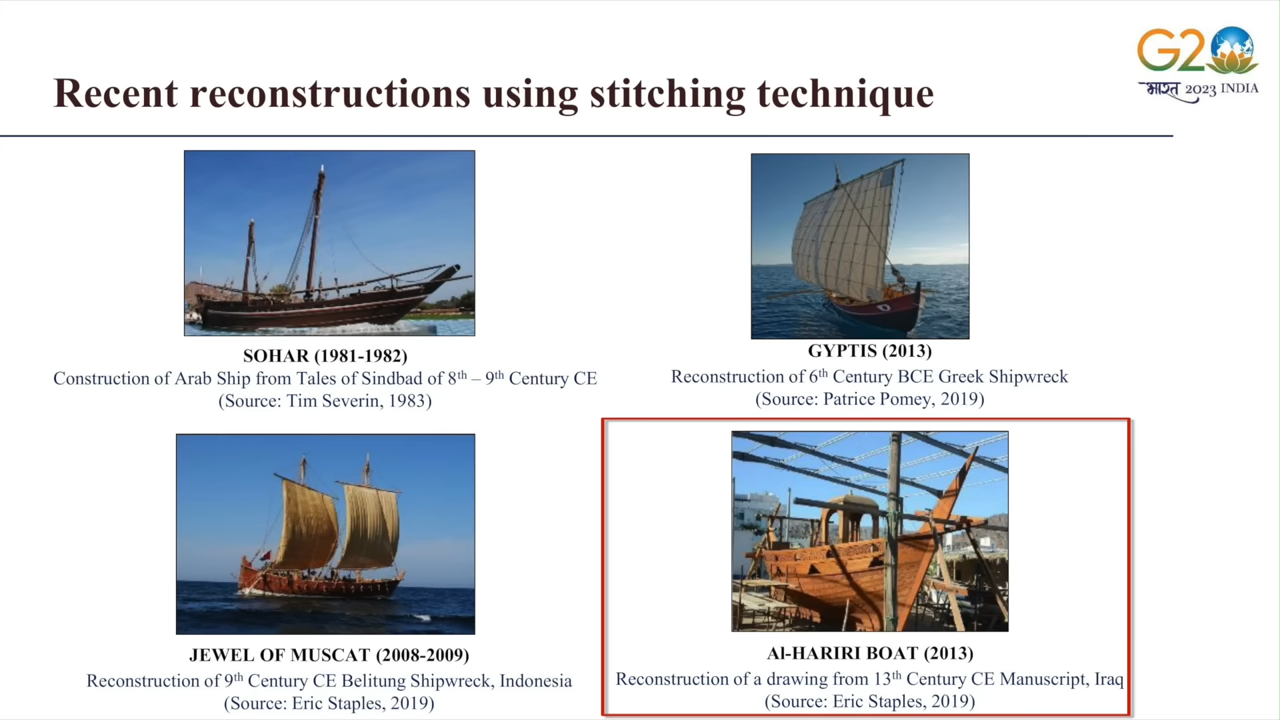 G20
भारत 2023 INDIA
Recent reconstructions using stitching technique
SOHAR (1981-1982)
Construction of Arab Ship from Tales of Sindbad of 8th – 9th Century CE
(Source: Tim Severin, 1983)
GYPTIS (2013)
Reconstruction of 6th Century BCE Greek Shipwreck
(Source: Patrice Pomey, 2019)
JEWEL OF MUSCAT (2008-2009)
Reconstruction of 9th Century CE Belitung Shipwreck, Indonesia
(Source: Eric Staples, 2019)
Al-HARIRI BOAT (2013)
Reconstruction of a drawing from 13th Century CE Manuscript, Iraq
(Source: Eric Staples, 2019)